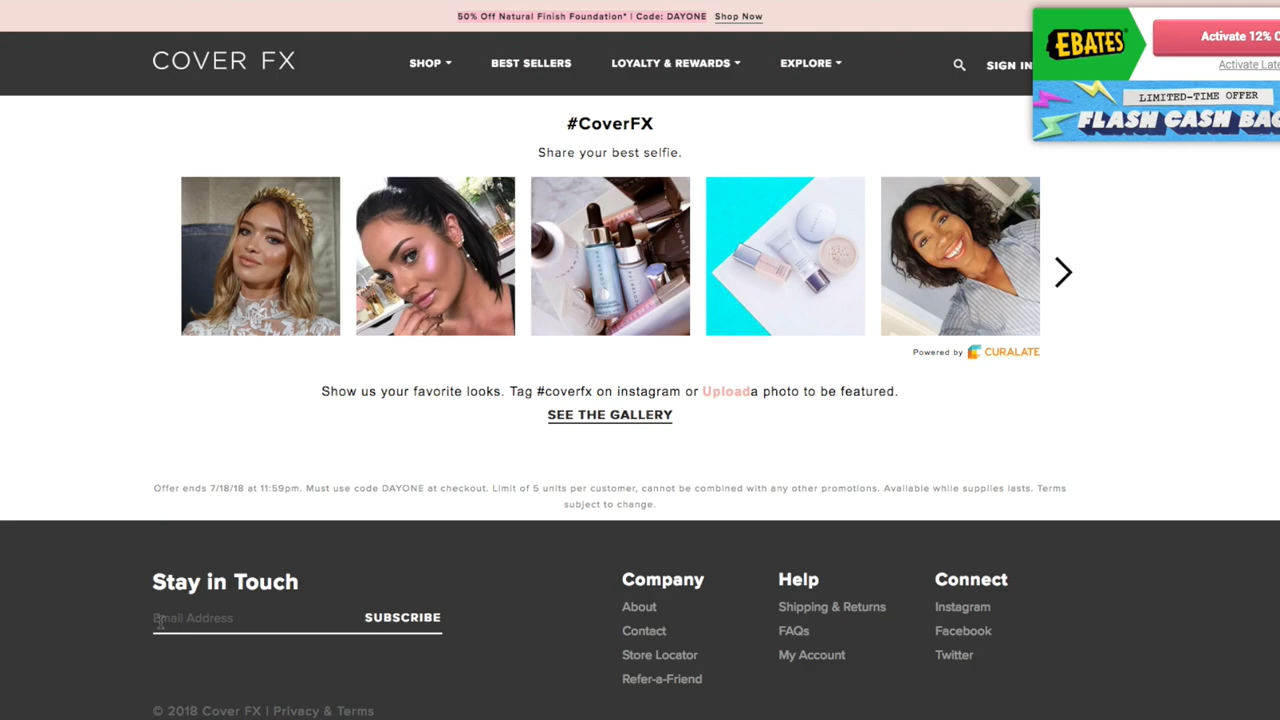 50% Off Natural Finish Foundation* | Code: DAYONE Shop Now
COVER FX
SHOP
BEST SELLERS
LOYALTY & REWARDS
EXPLORE
SIGN IN
EBATES
Activate 12%
Activate
LIMITED-TIME OFFER
FLASH CASH
#CoverFX
Share your best selfie.
Powered by CURALATE
Show us your favorite looks. Tag #coverfx on instagram or Uploada photo to be featured.
SEE THE GALLERY
Offer ends 7/18/18 at 11:59pm. Must use code DAYONE at checkout. Limit of 5 units per customer, cannot be combined with any other promotions. Available while supplies last. Terms
subject to change.
Stay in Touch
Email Address
SUBSCRIBE
Company
About
Contact
Store Locator
Refer-a-Friend
Help
Shipping & Returns
FAQs
My Account
Connect
Instagram
Facebook
Twitter
© 2018 Cover FX | Privacy & Terms